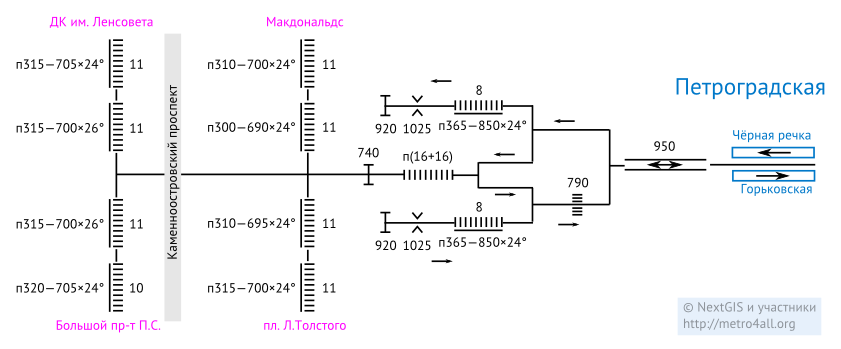 ДК им. Ленсовета
Макдональдс
п315—705×24° 11
п310—700×24° 11
8
Петроградская
920 1025 п365—850×24°
п315—700×26° 11
п300—690×24° 11
Чёрная речка
740
п(16+16)
950
Каменноостровский проспект
790
Горьковская
8
п315—700×26° 11
п310—695×24° 11
920 1025 п365—850×24°
п320—705×24° 10
п315—700×24° 11
Большой пр-т П.С.
пл. Л.Толстого
© NextGIS и участники
http://metro4all.org